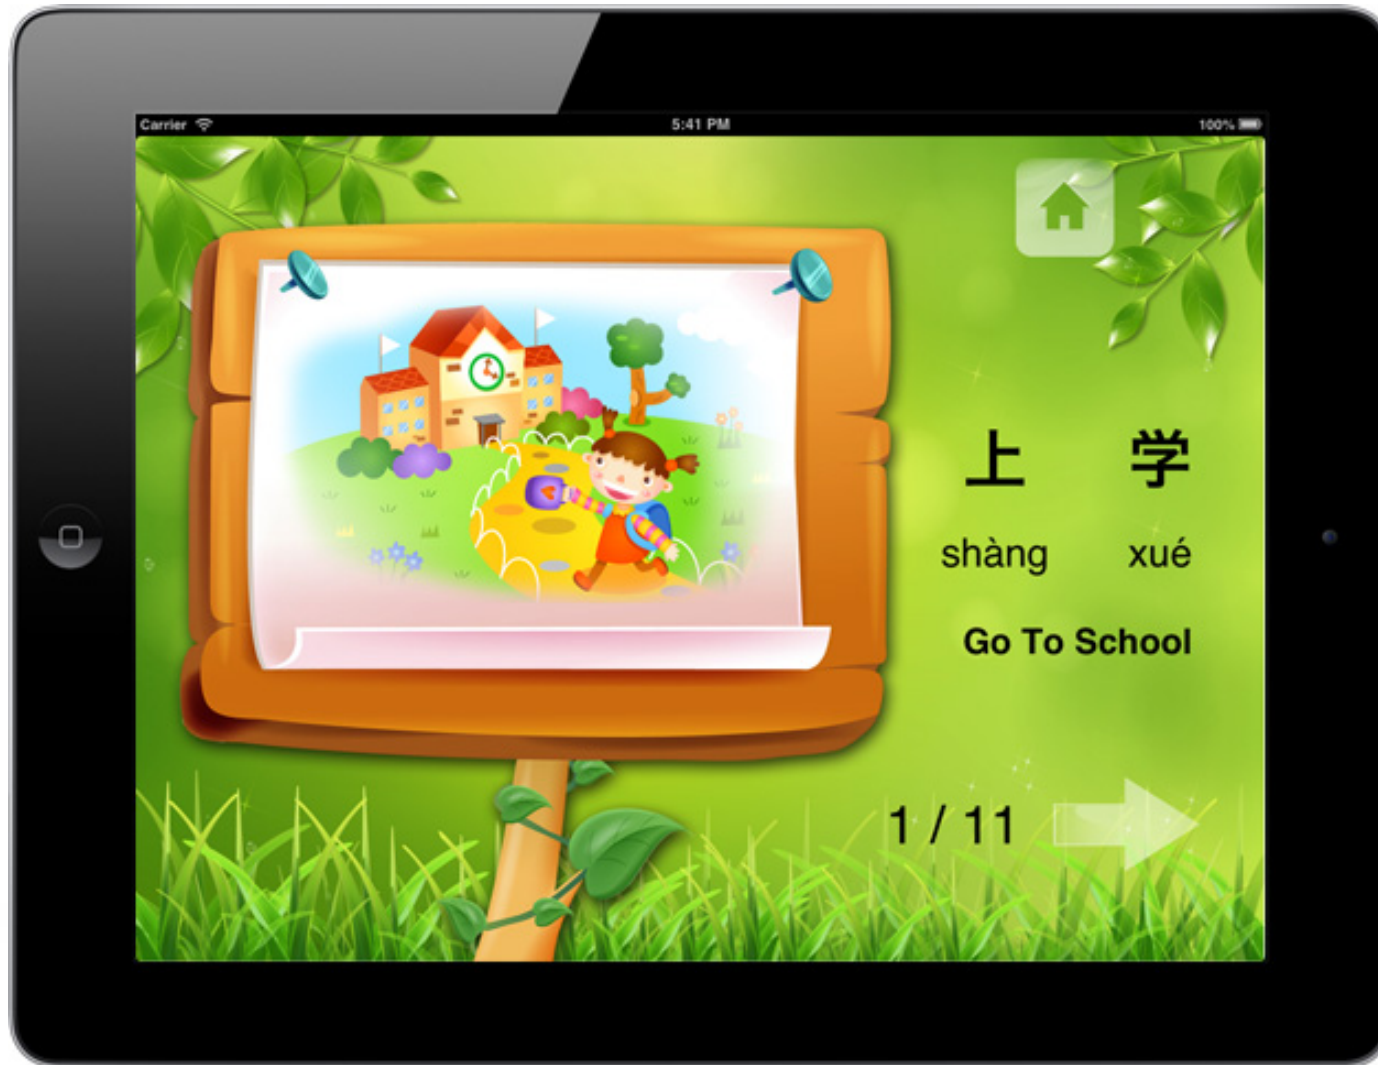 Carrier 5:41 PM 100%
上 学
shàng xué
Go To School
1 / 11